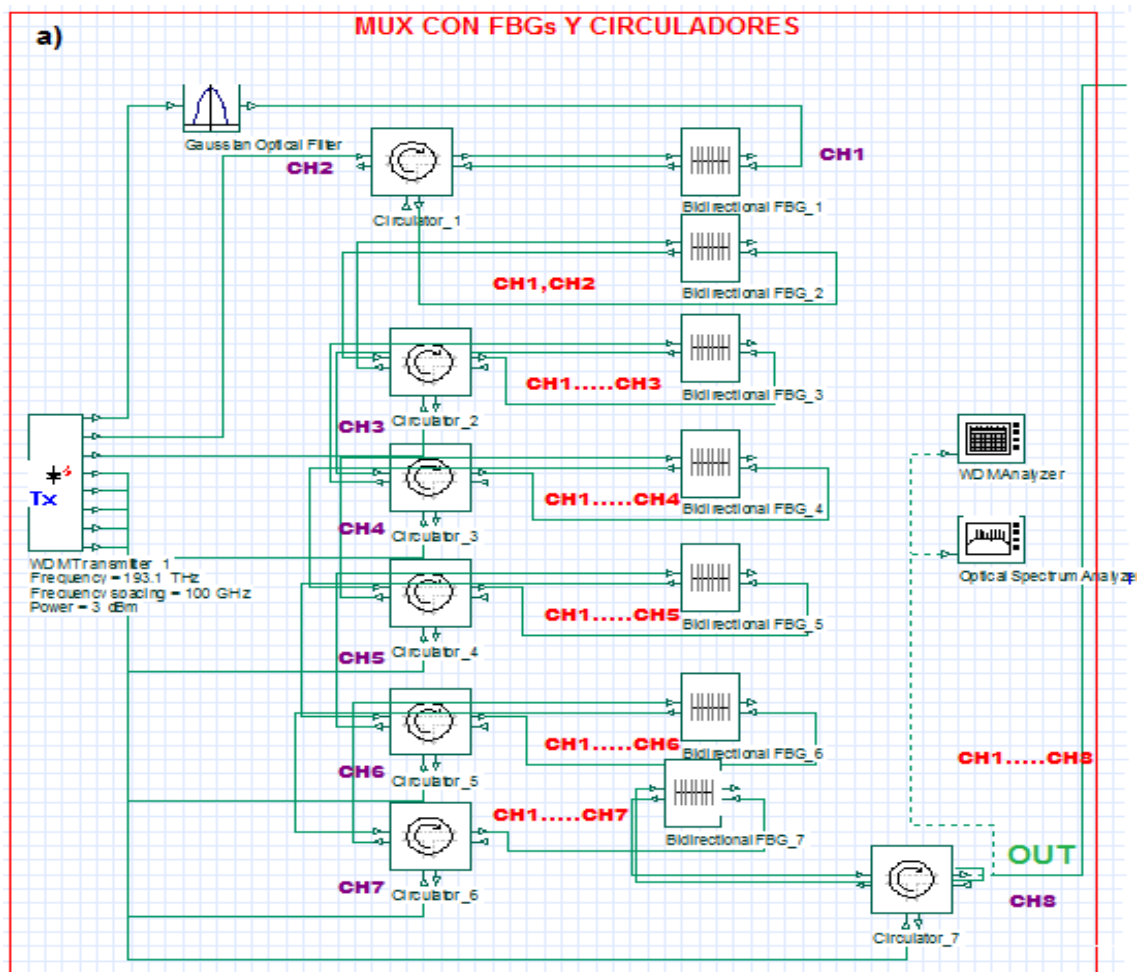 MUX CON FBGs Y CIRCULADORES
a)
Gaussian Optical Filter
CH2
CH1
Circulator_1
Bidirectional FBG_1
CH1,CH2
Bidirectional FBG_2
CH1.....CH3
Bidirectional FBG_3
CH3
Circulator_2
CH1.....CH4
Bidirectional FBG_4
CH4
Circulator_3
Tx
WDMTransmitter_1
Frequency = 193.1 THz
Frequency spacing = 100 GHz
Power = 3 dBm
WDMAnalyzer
Optical Spectrum Analyzer
CH1.....CH5
Bidirectional FBG_5
CH5
Circulator_4
CH1.....CH6
Bidirectional FBG_6
CH6
Circulator_5
CH1.....CH7
Bidirectional FBG_7
CH1.....CH8
OUT
CH7
Circulator_6
CH8
Circulator_7